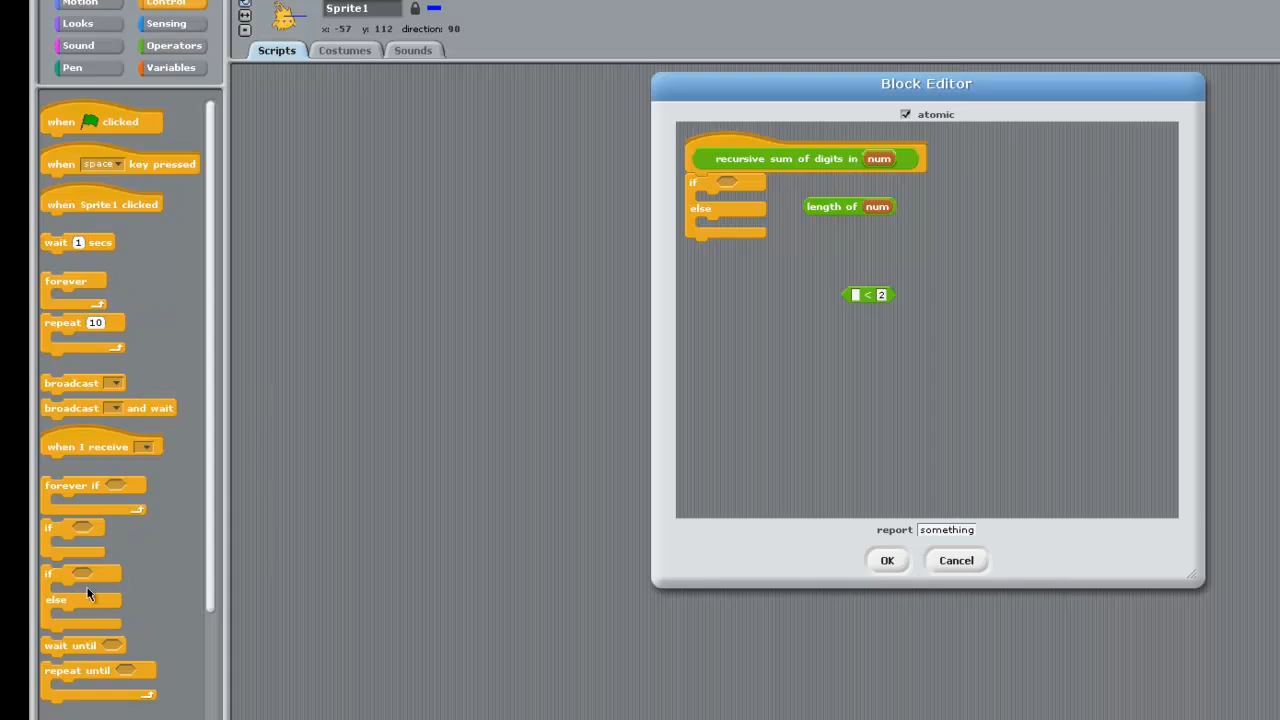 Motion Control
Looks Sensing
Sound Operators
Pen Variables
Sprite1
x: -57 y: 112 direction: 90
Scripts Costumes Sounds
when clicked
when space key pressed
when Sprite1 clicked
wait 1 secs
forever
repeat 10
broadcast
broadcast and wait
when I receive
forever if
if
if
else
wait until
repeat until
Block Editor
atomic
recursive sum of digits in num
if
else
length of num
< 2
report something
OK Cancel